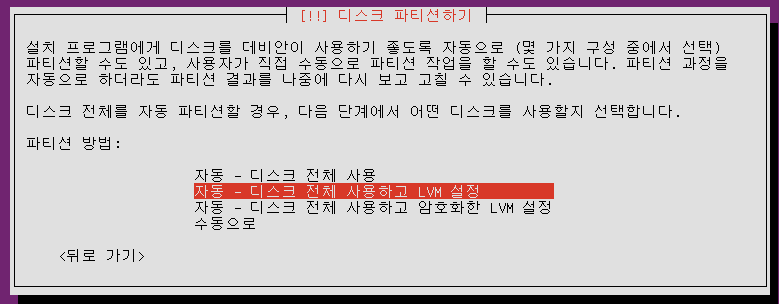 [!!] 디스크 파티션하기
설치 프로그램에게 디스크를 데비안이 사용하기 좋도록 자동으로 (몇 가지 구성 중에서 선택)
파티션할 수도 있고, 사용자가 직접 수동으로 파티션 작업을 할 수도 있습니다. 파티션 과정을
자동으로 하더라도 파티션 결과를 나중에 다시 보고 고칠 수 있습니다.
디스크 전체를 자동 파티션할 경우, 다음 단계에서 어떤 디스크를 사용할지 선택합니다.
파티션 방법:
자동 - 디스크 전체 사용
자동 - 디스크 전체 사용하고 LVM 설정
자동 - 디스크 전체 사용하고 암호화한 LVM 설정
수동으로
<뒤로 가기>